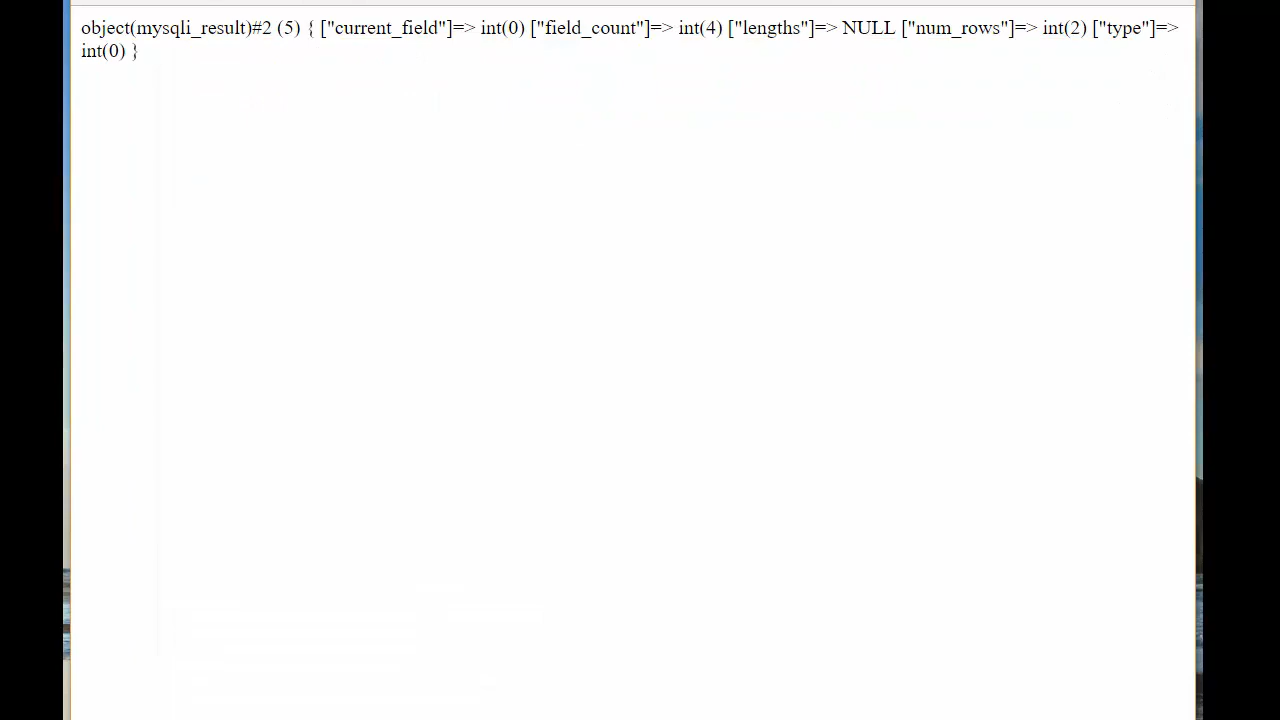 object(mysqli_result)#2 (5) { ["current_field"]=> int(0) ["field_count"]=> int(4) ["lengths"]=> NULL ["num_rows"]=> int(2) ["type"]=>
int(0) }